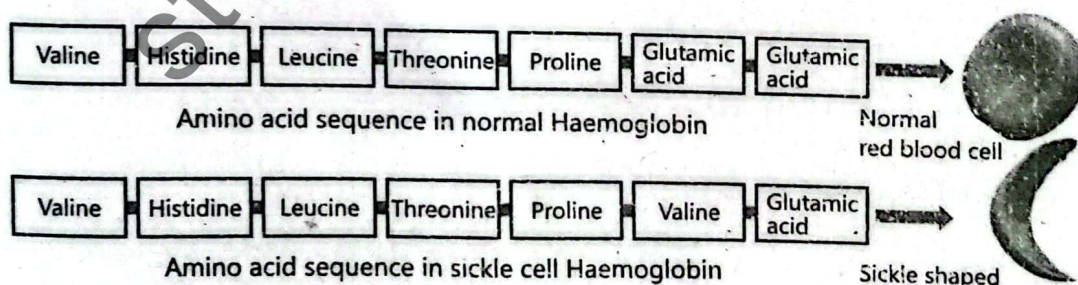 Valine Histidine Leucine Threonine Proline Glutamic acid Glutamic acid
Amino acid sequence in normal Haemoglobin
Normal
red blood cell
Valine Histidine Leucine Threonine Proline Valine Glutamic acid
Amino acid sequence in sickle cell Haemoglobin
Sickle shaped